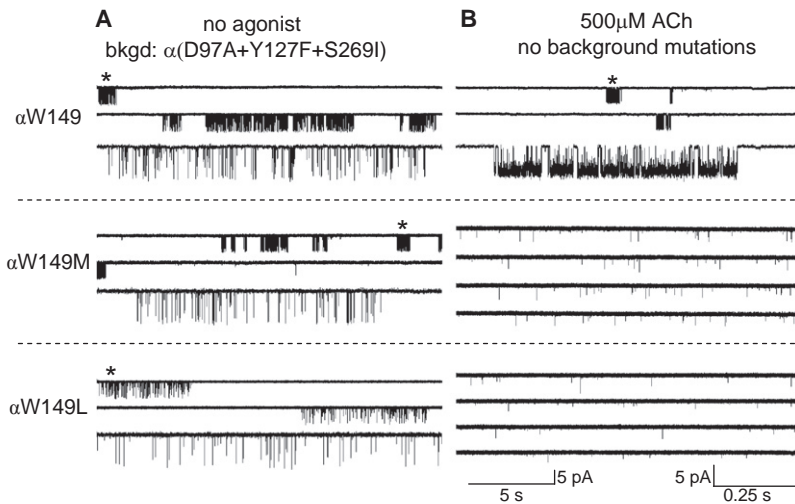 A
no agonist
bkgd: α(D97A+Y127F+S269I)
B
500μM ACh
no background mutations
*
*
αW149
*
αW149M
*
αW149L
5 pA
5 s
5 pA
0.25 s